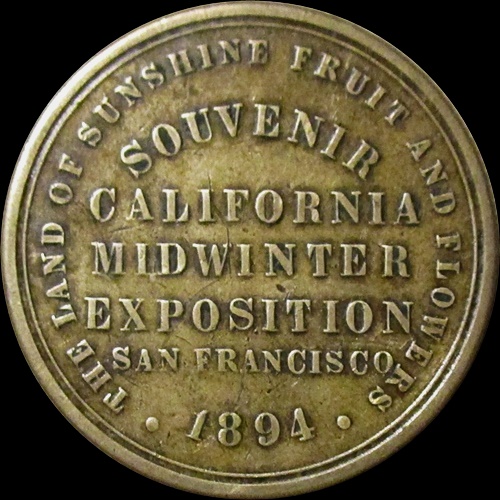 THE LAND OF SUNSHINE FRUIT AND FLOWERS
SOUVENIR
CALIFORNIA
MIDWINTER
EXPOSITION
SAN FRANCISCO
• 1894 •